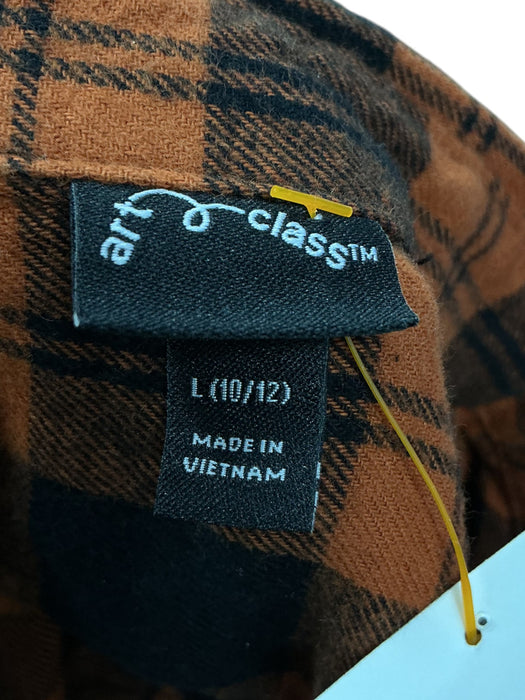 art class™
L (10/12)
MADE IN
VIETNAM